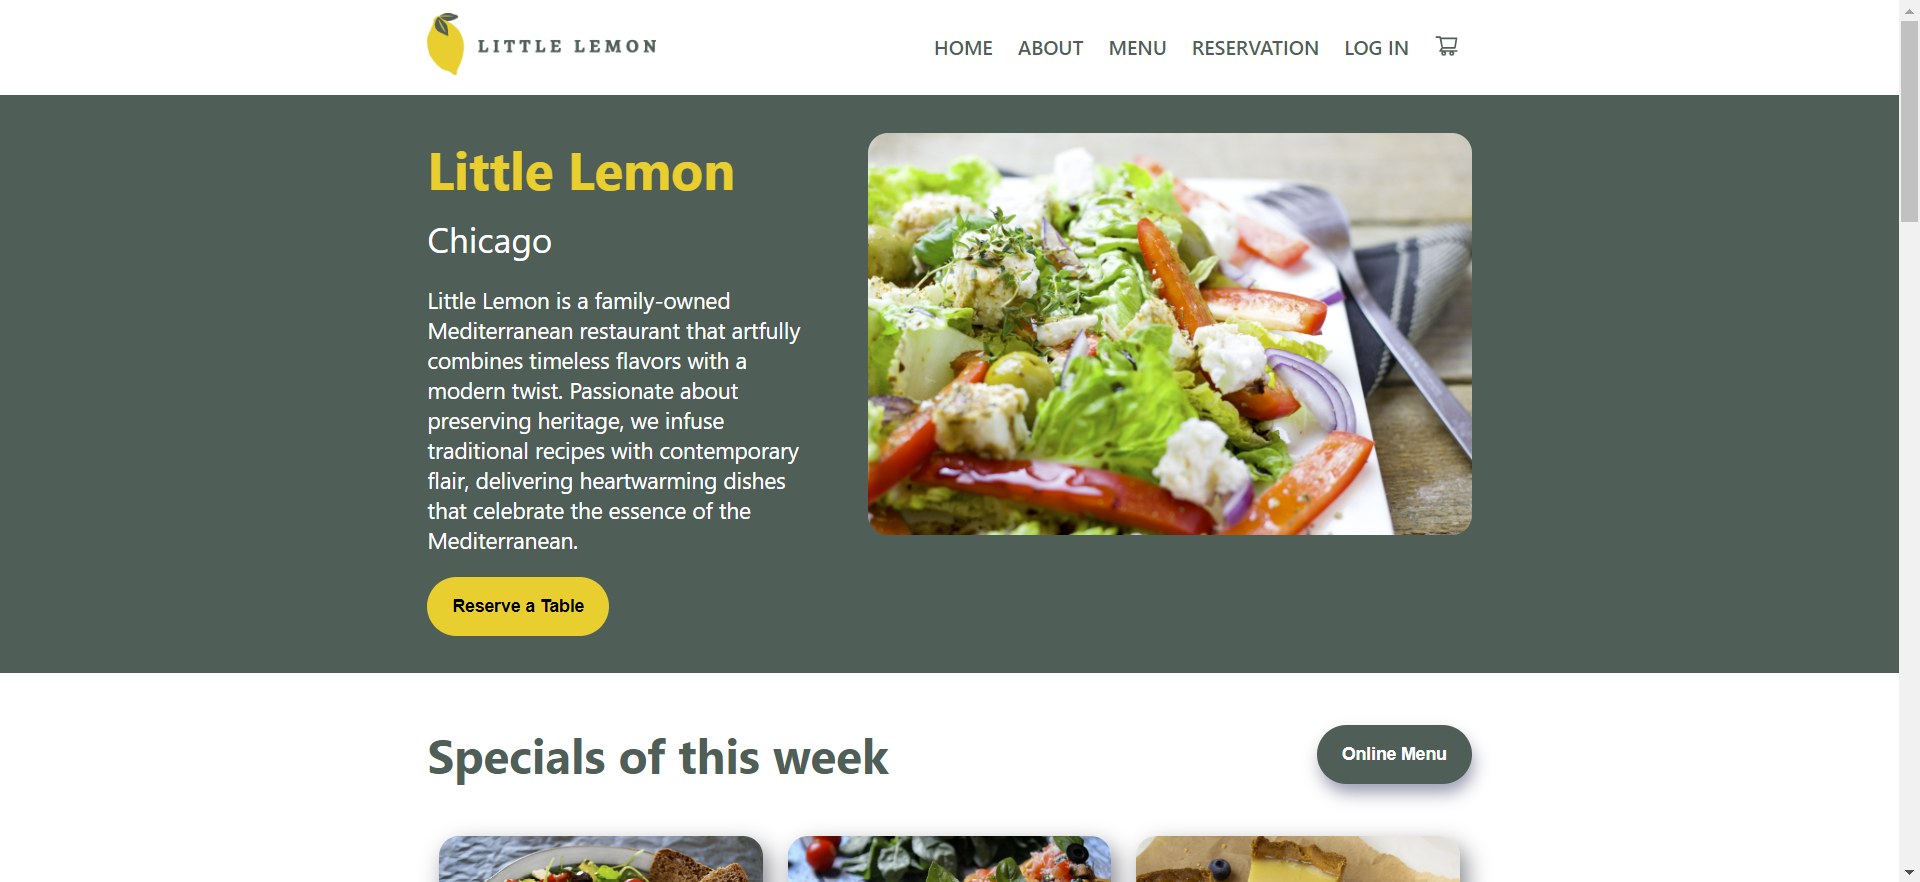 LITTLE LEMON
HOME ABOUT MENU RESERVATION LOG IN
Little Lemon
Chicago
Little Lemon is a family-owned
Mediterranean restaurant that artfully
combines timeless flavors with a
modern twist. Passionate about
preserving heritage, we infuse
traditional recipes with contemporary
flair, delivering heartwarming dishes
that celebrate the essence of the
Mediterranean.
Reserve a Table
Specials of this week
Online Menu